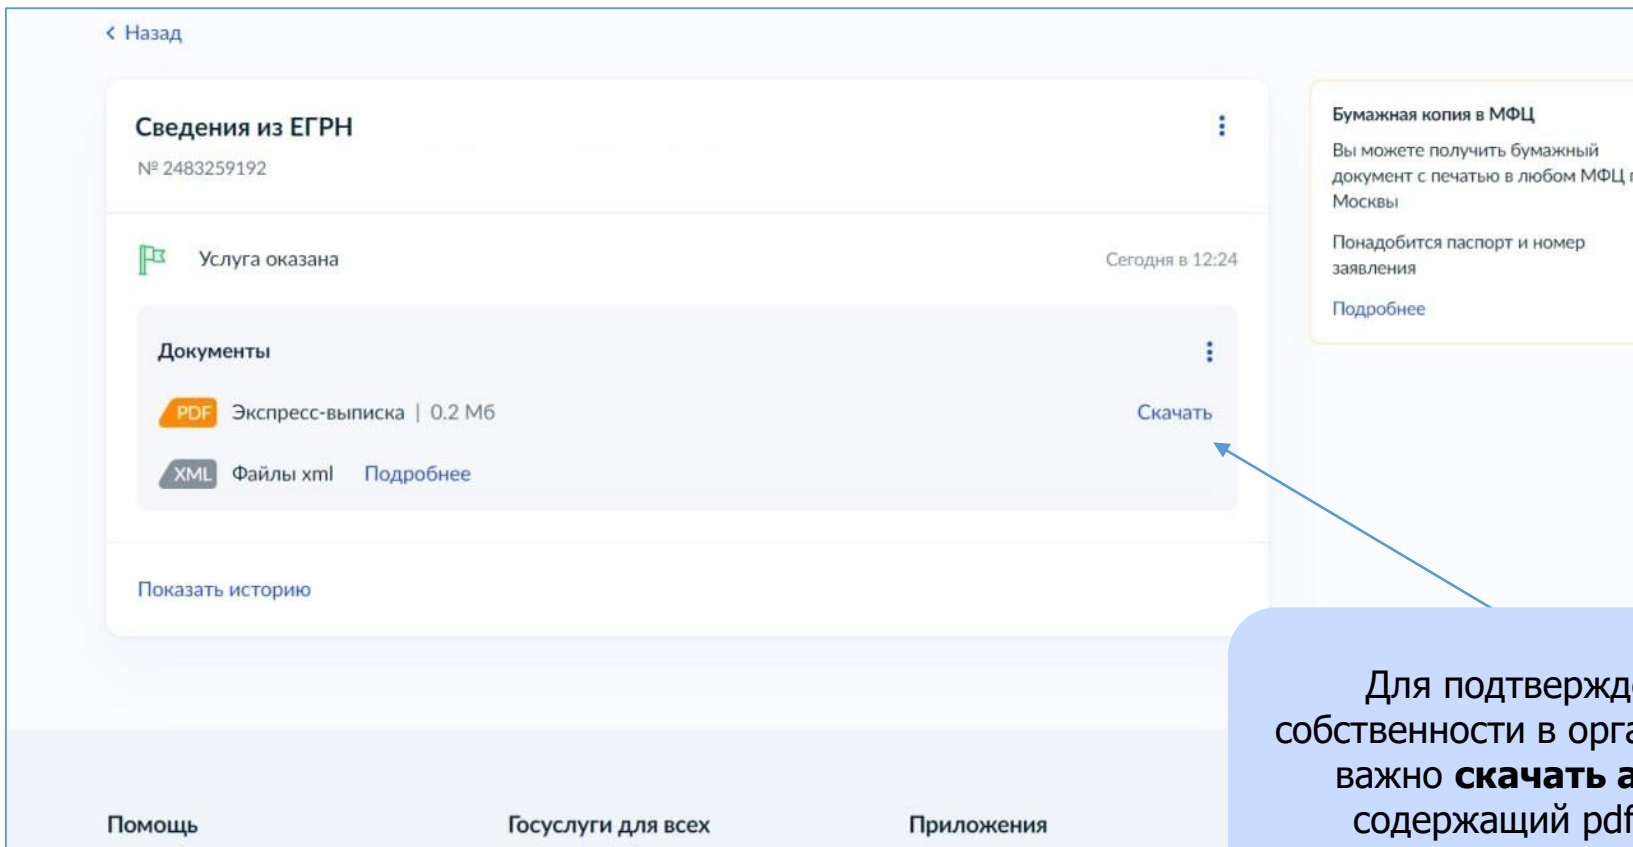 Назад
Сведения из ЕГРН
№ 2483259192
Услуга оказана
Сегодня в 12:24
Документы
PDF Экспресс-выписка | 0.2 Мб
Скачать
XML Файлы xml Подробнее
Показать историю
Бумажная копия в МФЦ
Вы можете получить бумажный
документ с печатью в любом МФЦ г
Москвы
Понадобится паспорт и номер
заявления
Подробнее
Для
собственности в
важно скачать
содержащий pdf
Помощь
Госуслуги для всех
Приложения